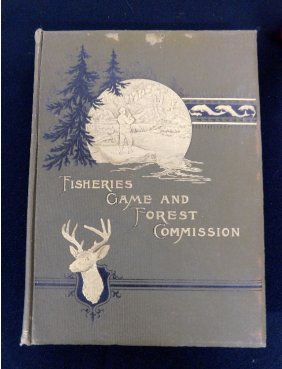 FISHERIES
GAME AND
FOREST
COMMISSION